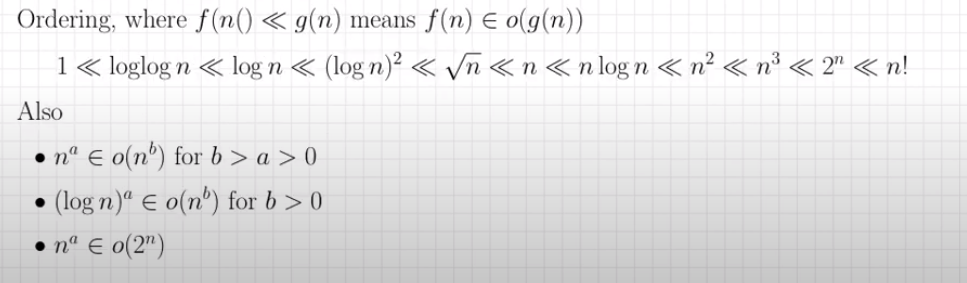 Ordering, where f(n() ≪ g(n) means f(n) ∈ o(g(n))
1 ≪ loglog n ≪ log n ≪ (log n)² ≪ √n ≪ n ≪ n log n ≪ n² ≪ n³ ≪ 2ⁿ ≪ n!
Also
• nᵃ ∈ o(nᵇ) for b > a > 0
• (log n)ᵃ ∈ o(nᵇ) for b > 0
• nᵃ ∈ o(2ⁿ)